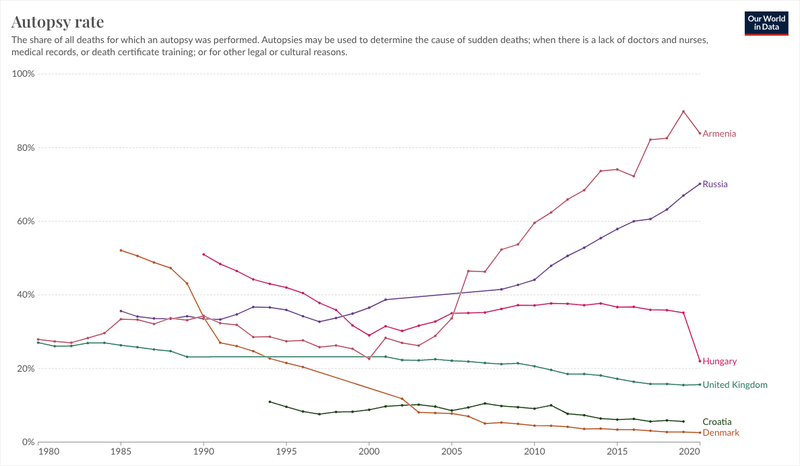 Autopsy rate
Our World
in Data
The share of all deaths for which an autopsy was performed. Autopsies may be used to determine the cause of sudden deaths; when there is a lack of doctors and nurses,
medical records, or death certificate training; or for other legal or cultural reasons.
100%
80%
60%
40%
20%
0%
Armenia
Russia
Hungary
United Kingdom
Croatia
Denmark
1980 1985 1990 1995 2000 2005 2010 2015 2020